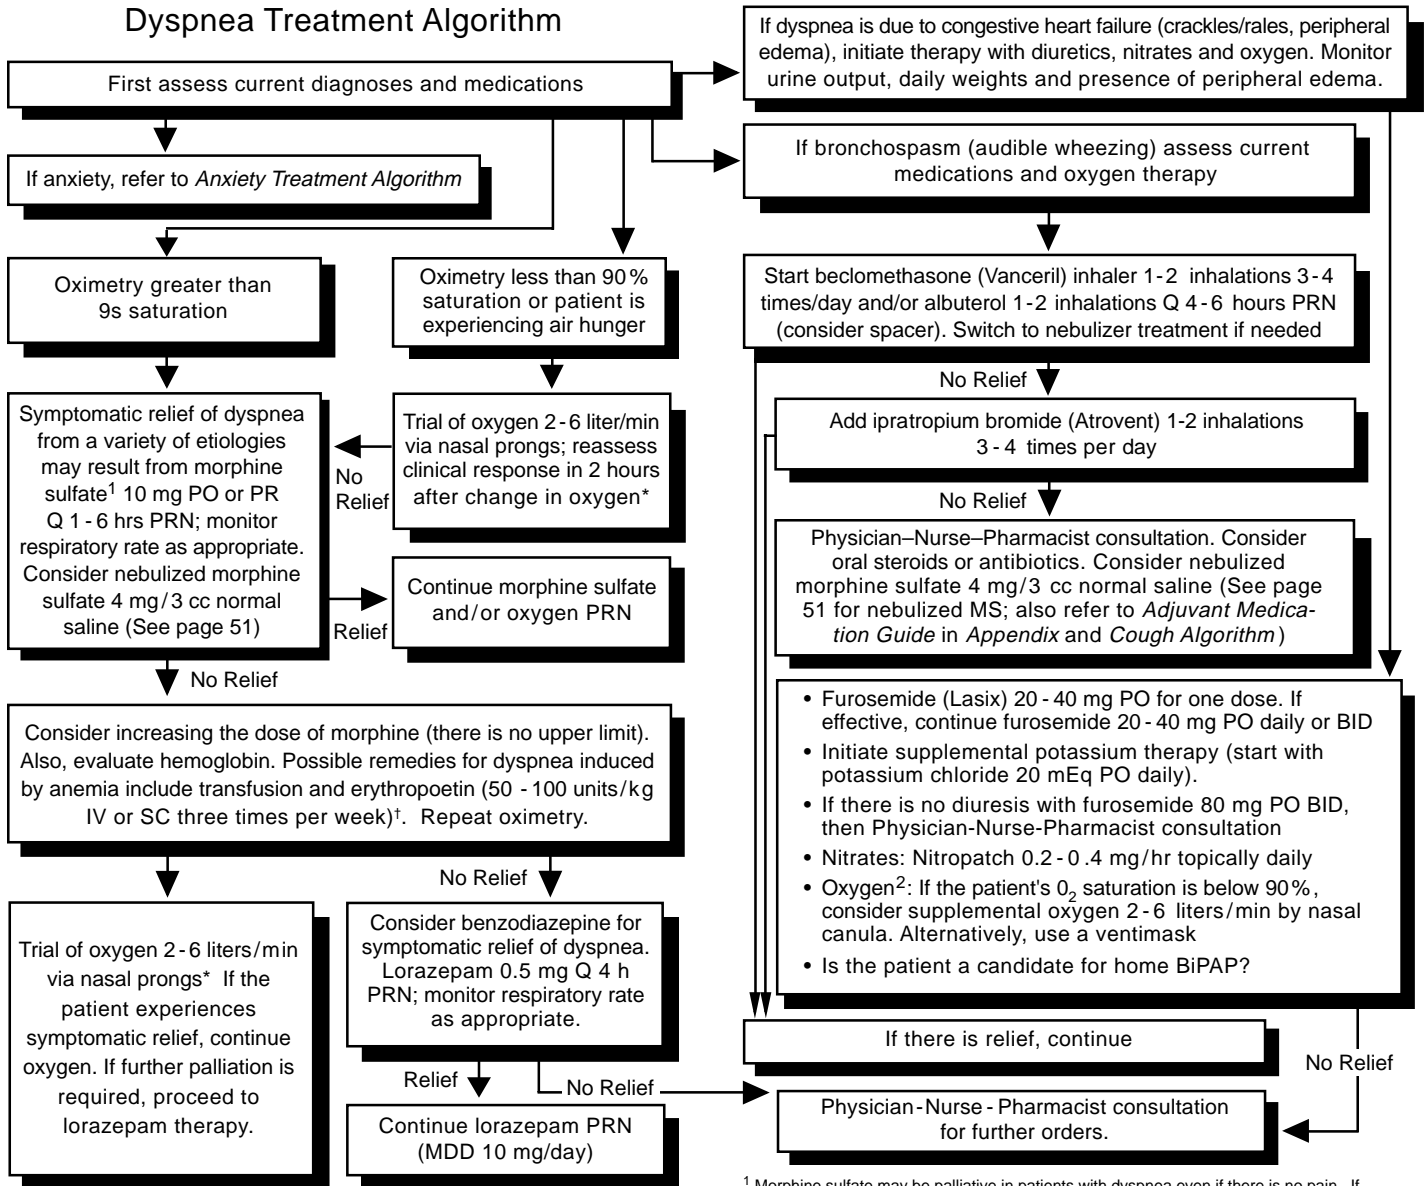 Dyspnea Treatment Algorithm
First assess current diagnoses and medications
If anxiety, refer to Anxiety Treatment Algorithm
Oximetry greater than
9s saturation
Oximetry less than 90%
saturation or patient is
experiencing air hunger
Symptomatic relief of dyspnea
from a variety of etiologies
may result from morphine
sulfate¹ 10 mg PO or PR
Q 1-6 hrs PRN; monitor
respiratory rate as appropriate.
Consider nebulized morphine
sulfate 4 mg/3 cc normal
saline (See page 51)
Trial of oxygen 2-6 liter/min
via nasal prongs; reassess
clinical response in 2 hours
after change in oxygen*
No
Relief
Relief
Continue morphine sulfate
and/or oxygen PRN
No Relief
Consider increasing the dose of morphine (there is no upper limit).
Also, evaluate hemoglobin. Possible remedies for dyspnea induced
by anemia include transfusion and erythropoetin (50 -100 units/kg
IV or SC three times per week)†. Repeat oximetry.
No Relief
Trial of oxygen 2-6 liters/min
via nasal prongs* If the
patient experiences
symptomatic relief, continue
oxygen. If further palliation is
required, proceed to
lorazepam therapy.
Consider benzodiazepine for
symptomatic relief of dyspnea.
Lorazepam 0.5 mg Q 4 h
PRN; monitor respiratory rate
as appropriate.
Relief
No Relief
Continue lorazepam PRN
(MDD 10 mg/day)
If dyspnea is due to congestive heart failure (crackles/rales, peripheral
edema), initiate therapy with diuretics, nitrates and oxygen. Monitor
urine output, daily weights and presence of peripheral edema.
If bronchospasm (audible wheezing) assess current
medications and oxygen therapy
Start beclomethasone (Vanceril) inhaler 1-2 inhalations 3-4
times/day and/or albuterol 1-2 inhalations Q 4-6 hours PRN
(consider spacer). Switch to nebulizer treatment if needed
No Relief
Add ipratropium bromide (Atrovent) 1-2 inhalations
3-4 times per day
No Relief
Physician–Nurse–Pharmacist consultation. Consider
oral steroids or antibiotics. Consider nebulized
morphine sulfate 4 mg/3 cc normal saline (See page
51 for nebulized MS; also refer to Adjuvant Medica-
tion Guide in Appendix and Cough Algorithm)
• Furosemide (Lasix) 20-40 mg PO for one dose. If
effective, continue furosemide 20-40 mg PO daily or BID
• Initiate supplemental potassium therapy (start with
potassium chloride 20 mEq PO daily).
• If there is no diuresis with furosemide 80 mg PO BID,
then Physician-Nurse-Pharmacist consultation
• Nitrates: Nitropatch 0.2-0.4 mg/hr topically daily
• Oxygen²: If the patient's 0₂ saturation is below 90%,
consider supplemental oxygen 2-6 liters/min by nasal
canula. Alternatively, use a ventimask
• Is the patient a candidate for home BiPAP?
If there is relief, continue
No Relief
Physician-Nurse-Pharmacist consultation
for further orders.
¹ Morphine sulfate may be palliative in patients with dyspnea even if there is no pain. If